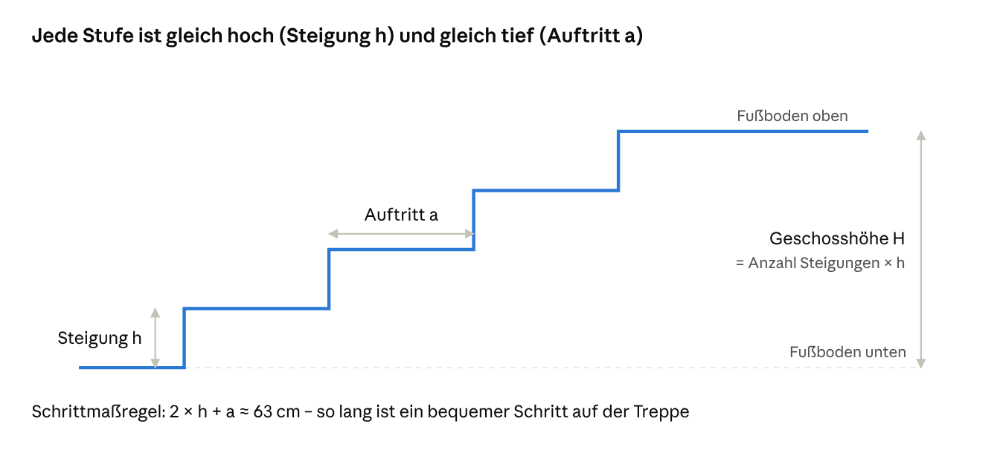 Jede Stufe ist gleich hoch (Steigung h) und gleich tief (Auftritt a)
Fußboden oben
Auftritt a
Geschosshöhe H
= Anzahl Steigungen × h
Steigung h
Fußboden unten
Schrittmaßregel: 2 × h + a ≈ 63 cm – so lang ist ein bequemer Schritt auf der Treppe